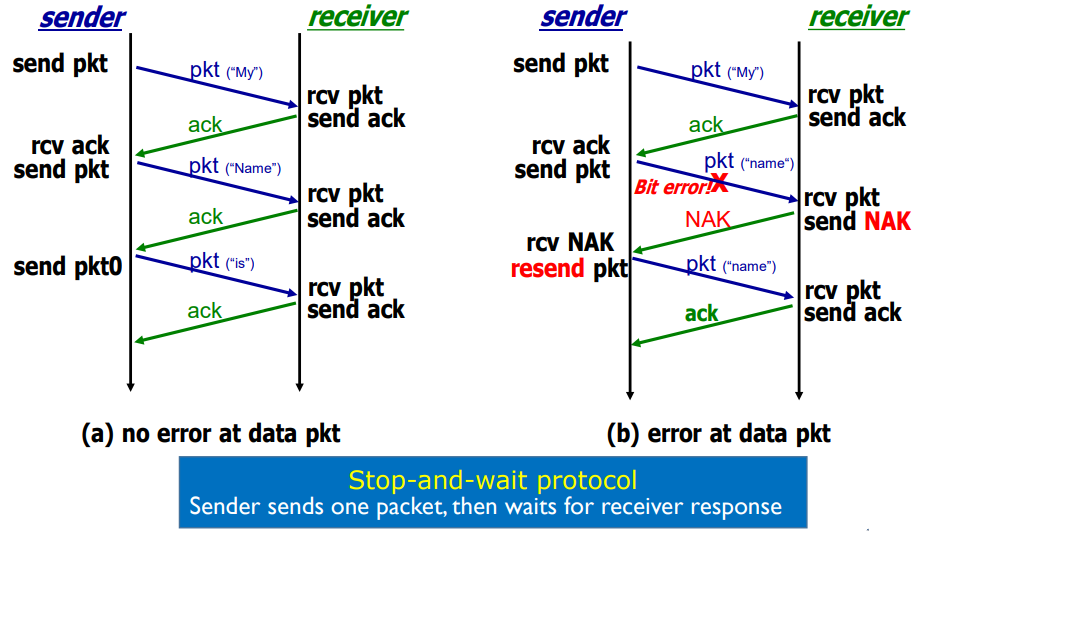 sender
receiver
send pkt
pkt (“My”)
rcv pkt
send ack
ack
rcv ack
send pkt
pkt (“Name”)
rcv pkt
send ack
ack
send pkt0
pkt (“is”)
rcv pkt
send ack
ack
(a) no error at data pkt
sender
receiver
send pkt
pkt (“My”)
rcv pkt
send ack
ack
rcv ack
send pkt
pkt (“name“)
Bit error!X
rcv pkt
send NAK
NAK
rcv NAK
resend pkt
pkt (“name”)
rcv pkt
send ack
ack
(b) error at data pkt
Stop-and-wait protocol
Sender sends one packet, then waits for receiver response